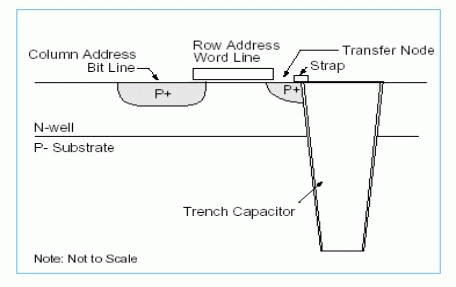 Column Address
Bit Line
Row Address
Word Line
Transfer Node
Strap
P+
P+
N-well
P- Substrate
Trench Capacitor
Note: Not to Scale